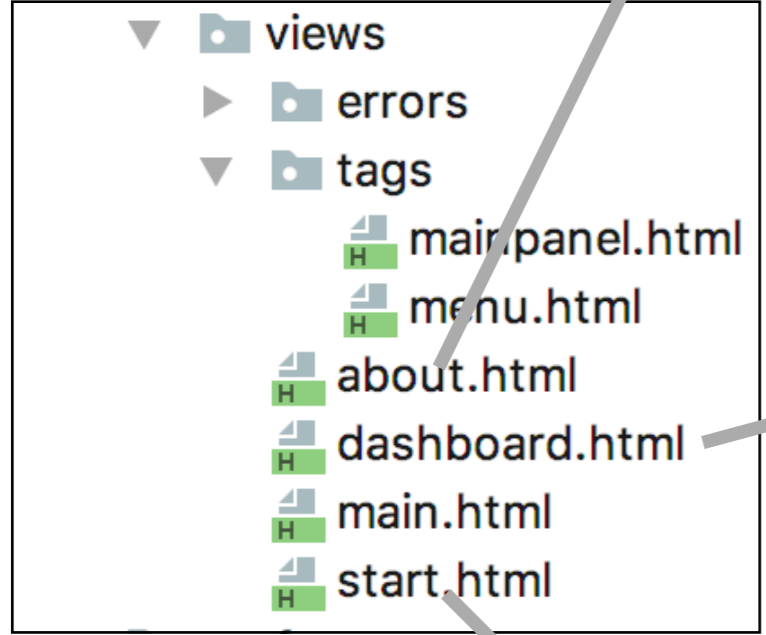 views
errors
tags
H mainpanel.html
H menu.html
H about.html
H dashboard.html
H main.html
H start.html